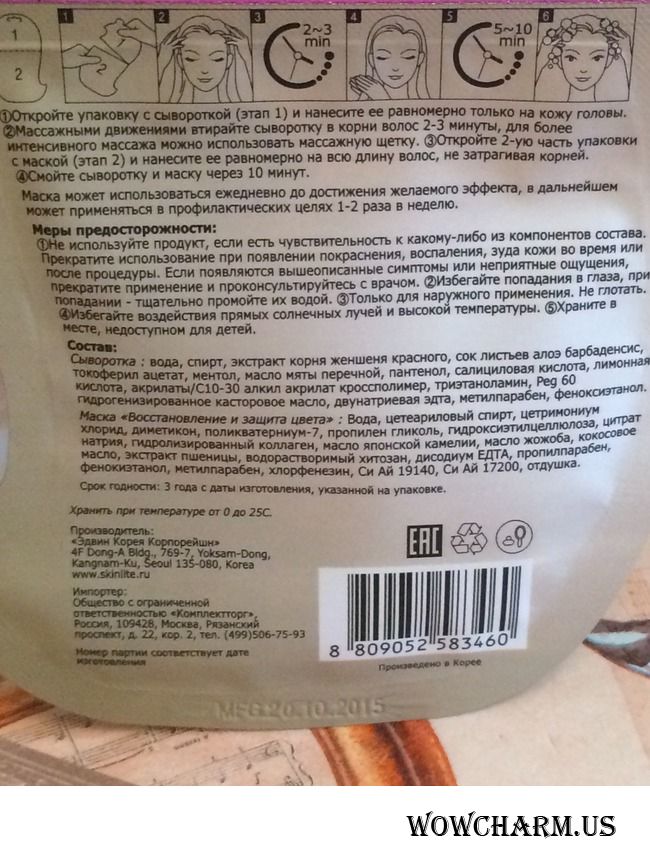 1
2
1
2
3
2~3
min
4
5
5~10
min
6
①Откройте упаковку с сывороткой (этап 1) и нанесите ее равномерно только на кожу головы.
②Массажными движениями втирайте сыворотку в корни волос 2-3 минуты, для более
интенсивного массажа можно использовать массажную щетку. ③Откройте 2-ую часть упаковки
с маской (этап 2) и нанесите ее равномерно на всю длину волос, не затрагивая корней.
④Смойте сыворотку и маску через 10 минут.
Маска может использоваться ежедневно до достижения желаемого эффекта, в дальнейшем
может применяться в профилактических целях 1-2 раза в неделю.
Меры предосторожности:
①Не используйте продукт, если есть чувствительность к какому-либо из компонентов состава.
Прекратите использование при появлении покраснения, воспаления, зуда кожи во время или
после процедуры. Если появляются вышеописанные симптомы или неприятные ощущения,
прекратите применение и проконсультируйтесь с врачом. ②Избегайте попадания в глаза, при
попадании - тщательно промойте их водой. ③Только для наружного применения. Не глотать.
④Избегайте воздействия прямых солнечных лучей и высокой температуры. ⑤Храните в
месте, недоступном для детей.
Состав:
Сыворотка : вода, спирт, экстракт корня женшеня красного, сок листьев алоэ барбаденсис,
токоферил ацетат, ментол, масло мяты перечной, пантенол, салициловая кислота, лимонная
кислота, акрилаты/С10-30 алкил акрилат кроссполимер, триэтаноламин, Peg 60
гидрогенизированное касторовое масло, двунатриевая эдта, метилпарабен, феноксиэтанол.
Маска «Восстановление и защита цвета» : Вода, цетеариловый спирт, цетримониум
хлорид, диметикон, поликватерниум-7, пропилен гликоль, гидроксиэтилцеллюлоза, цитрат
натрия, гидролизированный коллаген, масло японской камелии, масло жожоба, кокосовое
масло, экстракт пшеницы, водорастворимый хитозан, дисодиум ЕДТА, пропилпарабен,
фенокиэтанол, метилпарабен, хлорфенезин, Си Ай 19140, Си Ай 17200, отдушка.
Срок годности: 3 года с даты изготовления, указанной на упаковке.
Хранить при температуре от 0 до 25С.
Производитель:
«Эдвин Корея Корпорейшн»
4F Dong-A Bldg., 769-7, Yoksam-Dong,
Kangnam-Ku, Seoul 135-080, Korea
www.skinlite.ru
EAC
Импортер:
Общество с ограниченной
ответственностью «Комплектторг»,
Россия, 109428, Москва, Рязанский
проспект, д. 22, кор. 2, тел. (499)506-75-93
Номер партии соответствует дате
изготовления
8 809052 583460
Произведено в Корее
MFG.20.10.2015
WOWCHARM.US